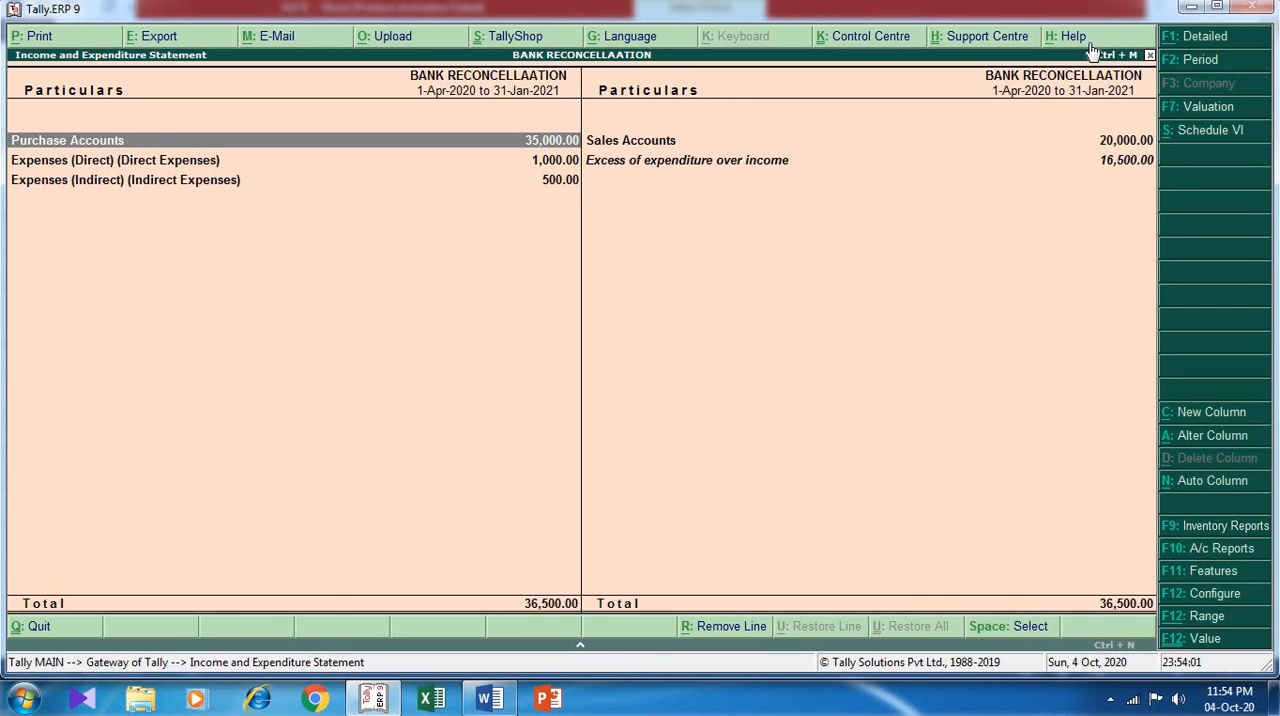 Tally.ERP 9
P: Print E: Export M: E-Mail O: Upload S: TallyShop G: Language K: Keyboard K: Control Centre H: Support Centre H: Help
Income and Expenditure Statement BANK RECONCELLAATION Ctrl + M
Particulars BANK RECONCELLAATION Particulars BANK RECONCELLAATION
1-Apr-2020 to 31-Jan-2021 1-Apr-2020 to 31-Jan-2021
Purchase Accounts 35,000.00 Sales Accounts 20,000.00
Expenses (Direct) (Direct Expenses) 1,000.00 Excess of expenditure over income 16,500.00
Expenses (Indirect) (Indirect Expenses) 500.00
Total 36,500.00 Total 36,500.00
F1: Detailed
F2: Period
F3: Company
F7: Valuation
S: Schedule VI
C: New Column
A: Alter Column
D: Delete Column
N: Auto Column
F9: Inventory Reports
F10: A/c Reports
F11: Features
F12: Configure
F12: Range
F12: Value
Q: Quit R: Remove Line U: Restore Line U: Restore All Space: Select
Ctrl + N
Tally MAIN --> Gateway of Tally --> Income and Expenditure Statement © Tally Solutions Pvt Ltd., 1988-2019 Sun, 4 Oct, 2020 23:54:01
11:54 PM
04-Oct-20